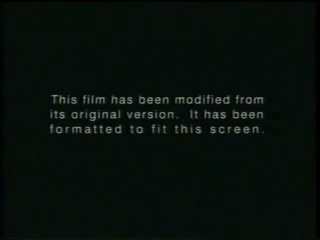 This film has been modified from
its original version. It has been
formatted to fit this screen.